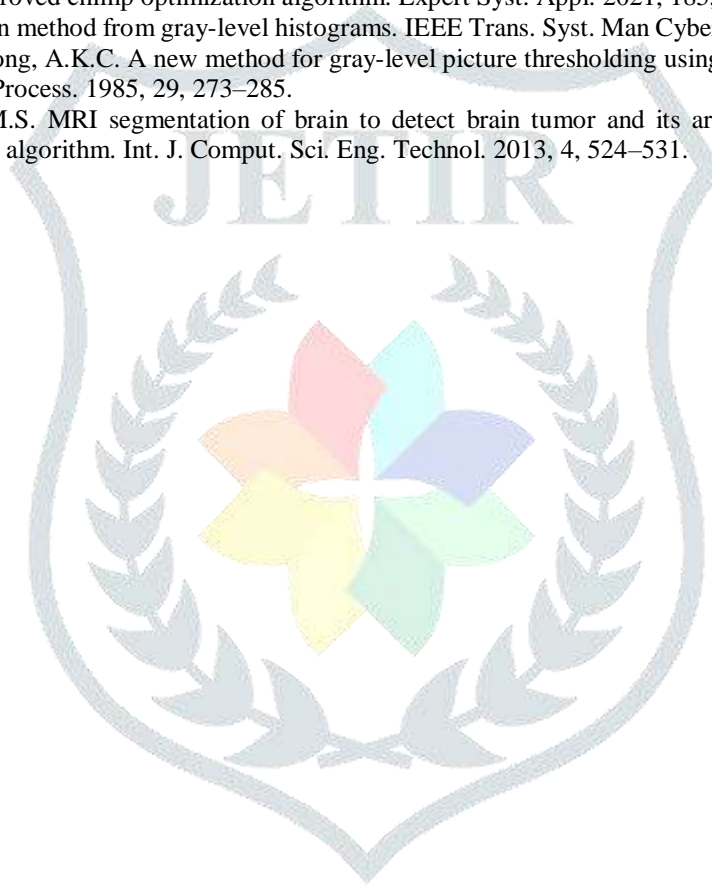 roved chimp optimization algorithm. Expert Syst. Appl. 2021, 185,
n method from gray-level histograms. IEEE Trans. Syst. Man Cyber
ong, A.K.C. A new method for gray-level picture thresholding using
Process. 1985, 29, 273–285.
M.S. MRI segmentation of brain to detect brain tumor and its ar
algorithm. Int. J. Comput. Sci. Eng. Technol. 2013, 4, 524–531.
JETIR